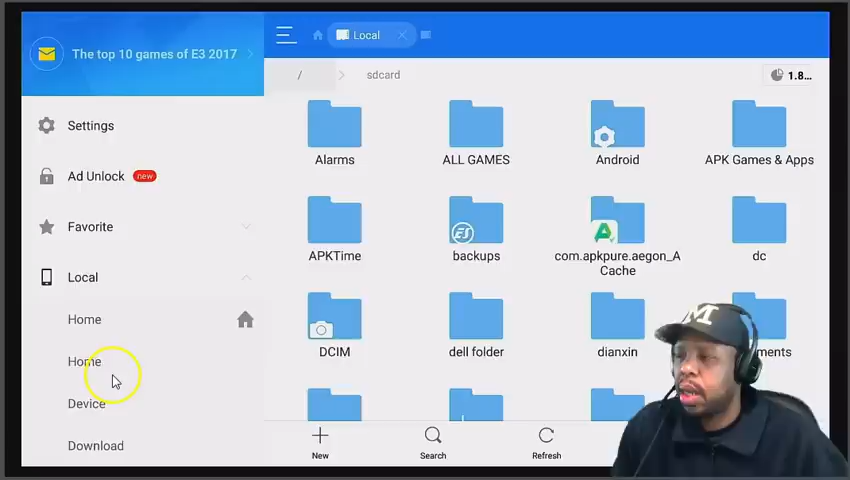 The top 10 games of E3 2017
Local
/
sdcard
1.8...
Settings
Ad Unlock
new
Favorite
Local
Home
Home
Device
Download
Alarms
ALL GAMES
Android
APK Games & Apps
APKTime
ES
backups
com.apkpure.aegon_A
Cache
dc
DCIM
dell folder
dianxin
ments
New
Search
Refresh
M